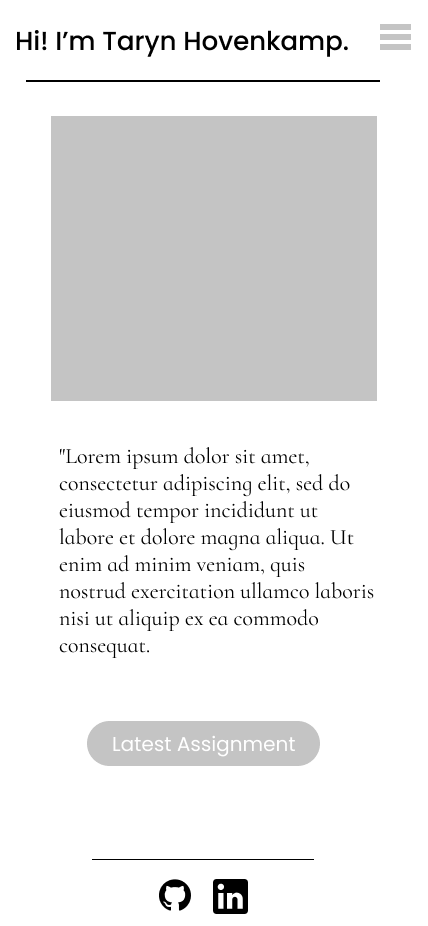 Hi! I’m Taryn Hovenkamp.
"Lorem ipsum dolor sit amet,
consectetur adipiscing elit, sed do
eiusmod tempor incididunt ut
labore et dolore magna aliqua. Ut
enim ad minim veniam, quis
nostrud exercitation ullamco laboris
nisi ut aliquip ex ea commodo
consequat.
Latest Assignment
in